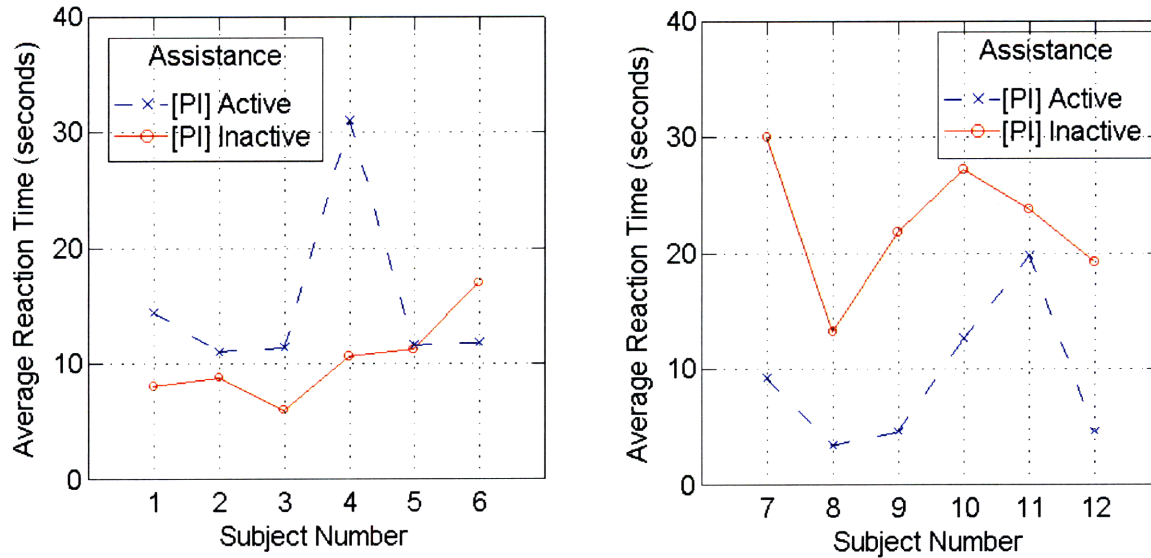 Average Reaction Time (seconds)
40
30
20
10
0
Assistance
[PI] Active
[PI] Inactive
1 2 3 4 5 6
Subject Number
Average Reaction Time (seconds)
40
30
20
10
0
Assistance
[PI] Active
[PI] Inactive
7 8 9 10 11 12
Subject Number